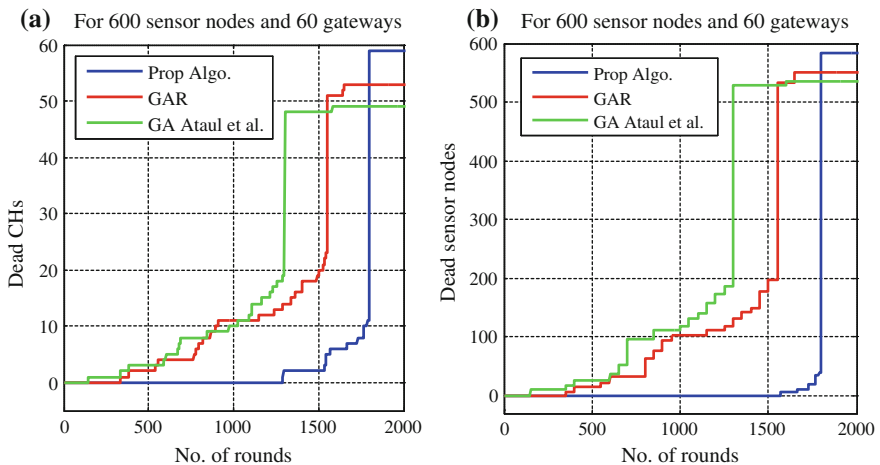 (a) For 600 sensor nodes and 60 gateways
60
50
40
30
20
10
0
Dead CHs
Prop Algo.
GAR
GA Ataul et al.
0 500 1000 1500 2000
No. of rounds
(b) For 600 sensor nodes and 60 gateways
600
500
400
300
200
100
0
Dead sensor nodes
Prop Algo.
GAR
GA Ataul et al.
0 500 1000 1500 2000
No. of rounds